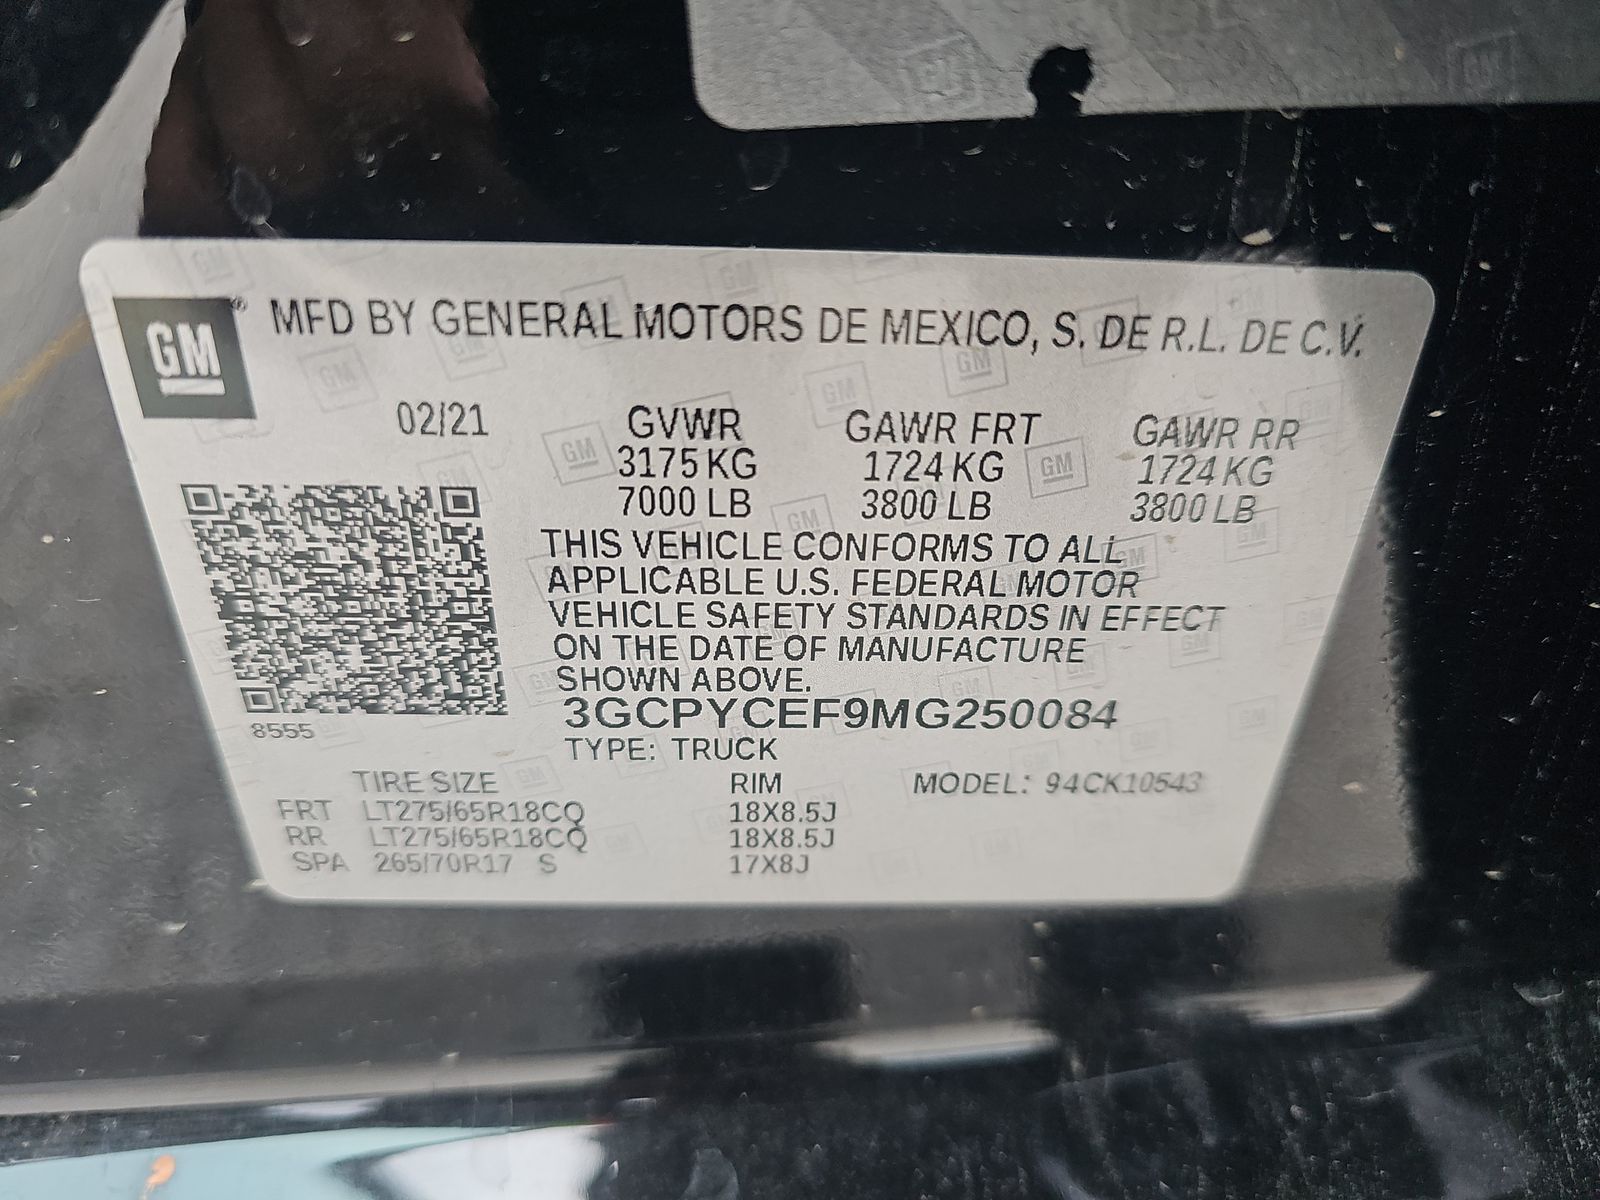 GM ® MFD BY GENERAL MOTORS DE MEXICO, S. DE R.L. DE C.V.
02/21 GVWR GAWR FRT GAWR RR
3175 KG 1724 KG 1724 KG
7000 LB 3800 LB 3800 LB
THIS VEHICLE CONFORMS TO ALL
APPLICABLE U.S. FEDERAL MOTOR
VEHICLE SAFETY STANDARDS IN EFFECT
ON THE DATE OF MANUFACTURE
SHOWN ABOVE.
3GCPYCEF9MG250084
8555
TYPE: TRUCK
TIRE SIZE RIM MODEL: 94CK10543
FRT LT275/65R18CQ 18X8.5J
RR LT275/65R18CQ 18X8.5J
SPA 265/70R17 S 17X8J